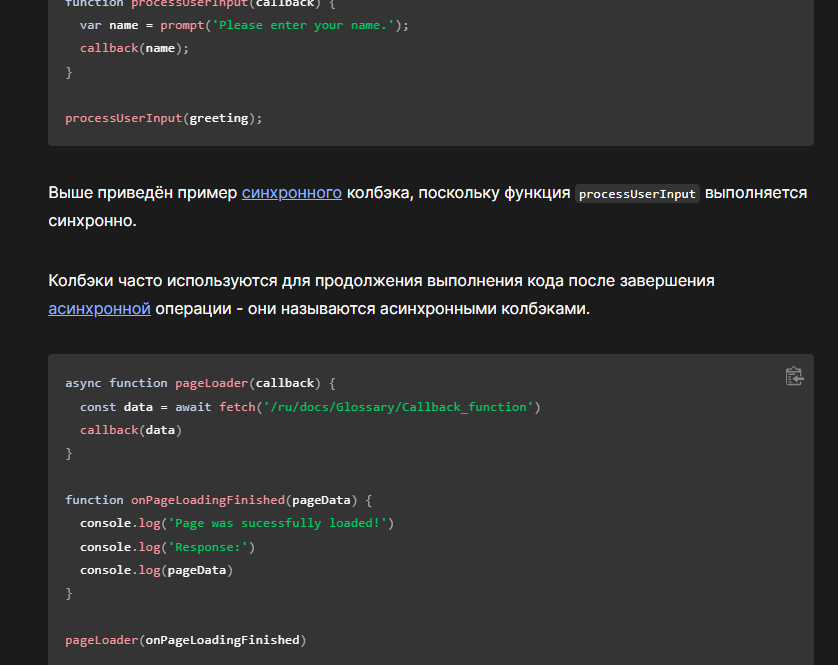 function processUserInput(callback) {
var name = prompt('Please enter your name.');
callback(name);
}
processUserInput(greeting);
Выше приведён пример синхронного колбэка, поскольку функция processUserInput выполняется
синхронно.
Колбэки часто используются для продолжения выполнения кода после завершения
асинхронной операции - они называются асинхронными колбэками.
async function pageLoader(callback) {
const data = await fetch('/ru/docs/Glossary/Callback_function')
callback(data)
}
function onPageLoadingFinished(pageData) {
console.log('Page was sucessfully loaded!')
console.log('Response:')
console.log(pageData)
}
pageLoader(onPageLoadingFinished)